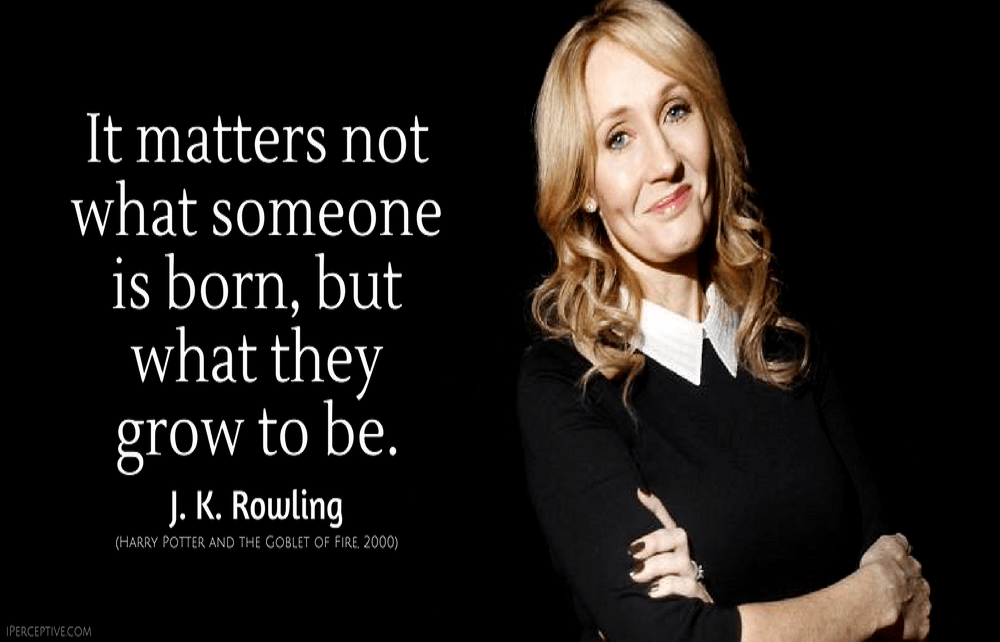 It matters not
what someone
is born, but
what they
grow to be.
J. K. Rowling
(HARRY POTTER AND THE GOBLET OF FIRE, 2000)
IPERCEPTIVE.COM